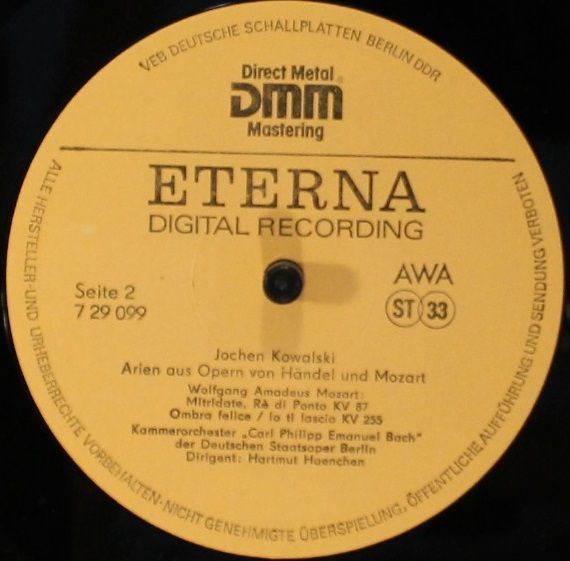 VEB DEUTSCHE SCHALLPLATTEN BERLIN DDR
Direct Metal
DMM®
Mastering
ETERNA
DIGITAL RECORDING
Seite 2
7 29 099
AWA
ST 33
Jochen Kowalski
Arien aus Opern von Händel und Mozart
Wolfgang Amadeus Mozart:
Mitridate, Rè di Ponto KV 87
Ombra felice / Io ti lascio KV 255
Kammerorchester „Carl Philipp Emanuel Bach"
der Deutschen Staatsoper Berlin
Dirigent: Hartmut Haenchen
ALLE HERSTELLER-UND URHEBERRECHTE VORBEHALTEN-NICHT GENEHMIGTE ÜBERSPIELUNG, ÖFFENTLICHE AUFFÜHRUNG UND SENDUNG VERBOTEN